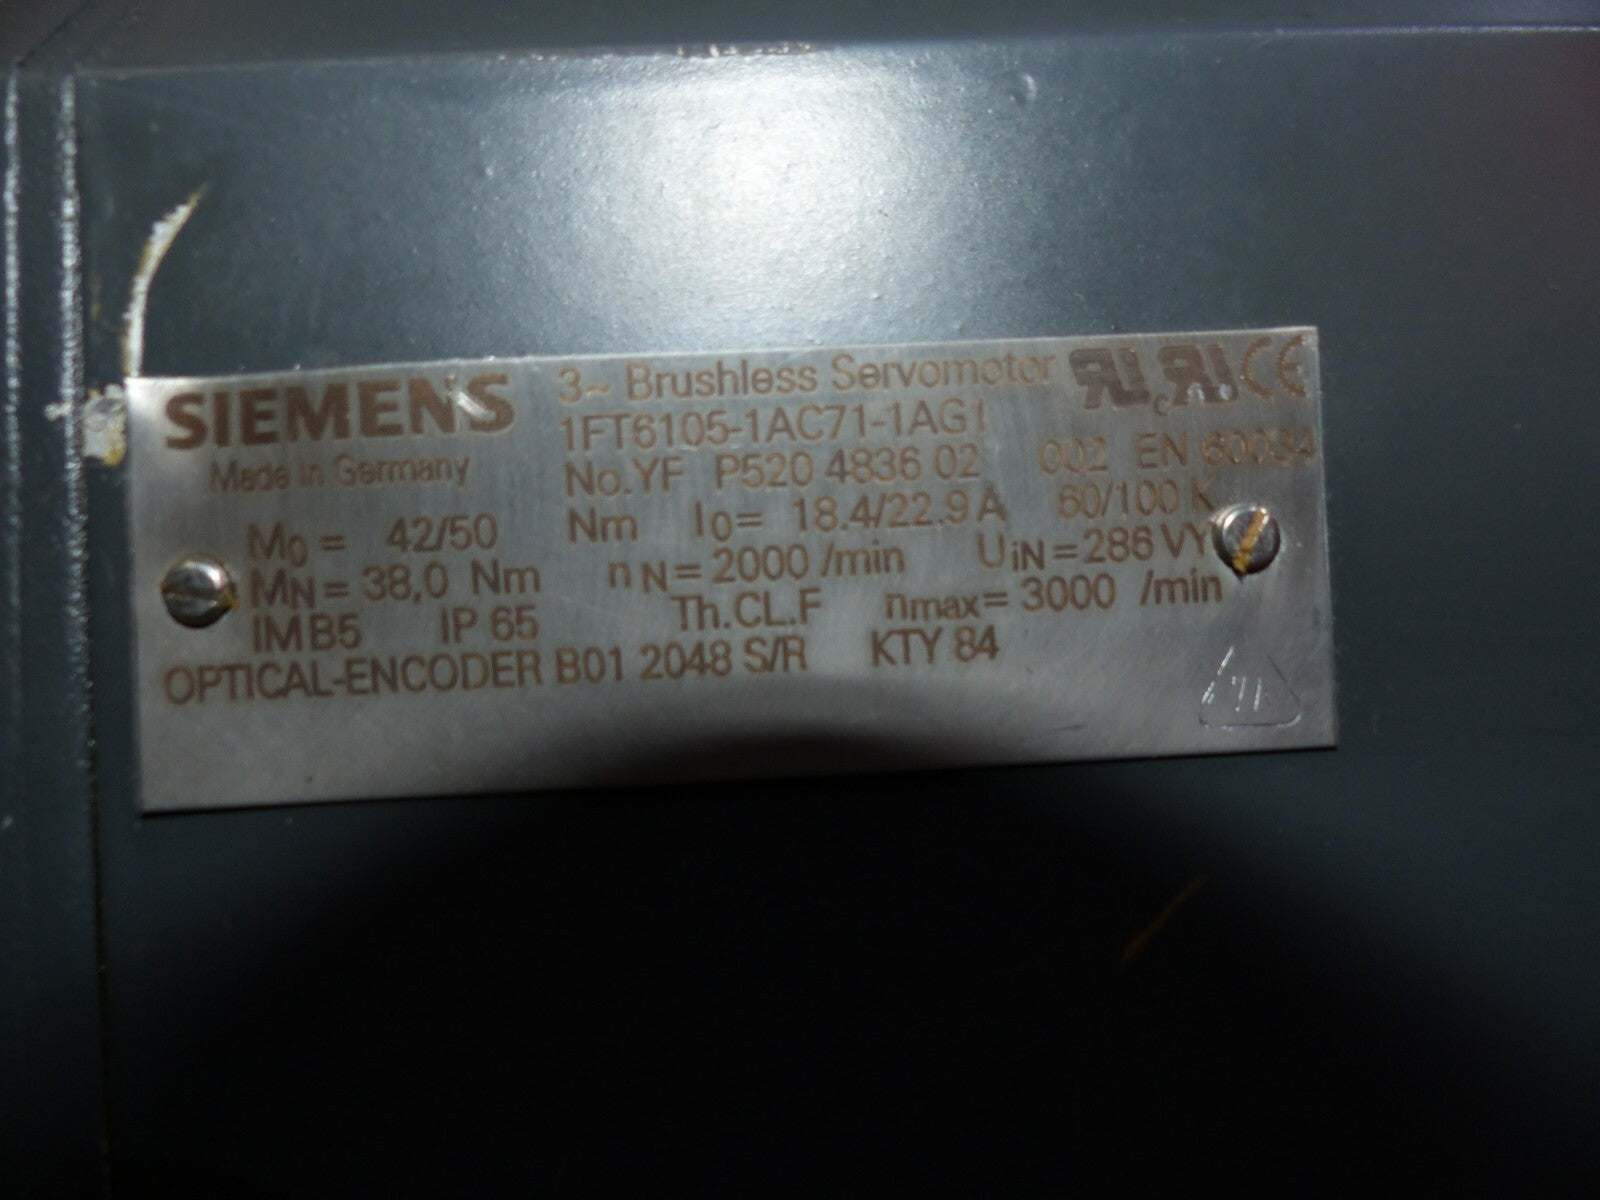 SIEMENS 3~ Brushless Servomotor
1FT6105-1AC71-1AG1
Made in Germany No.YF P520 4836 02 002 EN 60034
M0 = 42/50 Nm I0 = 18.4/22.9 A 60/100 K
MN = 38,0 Nm nN = 2000 /min UiN = 286 VY
IMB5 IP 65 Th.CL.F nmax = 3000 /min
OPTICAL-ENCODER B01 2048 S/R KTY 84